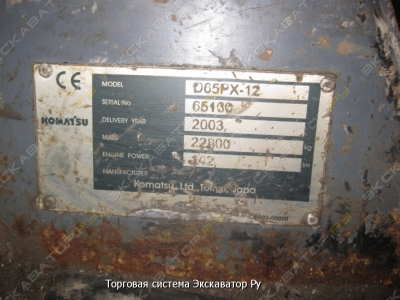 CE
MODEL D65PX-12
SERIAL No 65100
DELIVERY YEAR 2003
MASS 22800 kg
KOMATSU
ENGINE POWER 142 kW
MANUFACTURER
Komatsu Ltd., Tokyo, Japan
Торговая система Экскаватор Ру